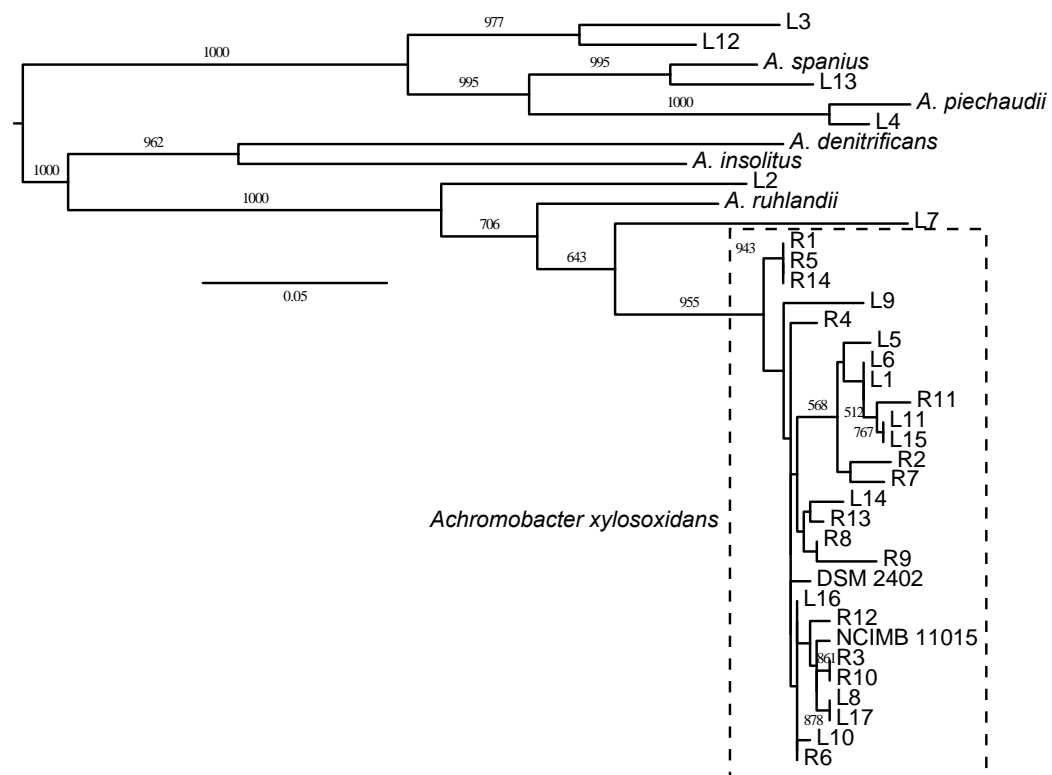 977
L3
1000
L12
995
A. spanius
995
L13
1000
A. piechaudii
L4
962
A. denitrificans
1000
A. insolitus
1000
L2
A. ruhlandii
706
L7
643
943
R1
R5
R14
0.05
955
L9
R4
L5
L6
L1
568
512
R11
L11
767
L15
R2
R7
L14
Achromobacter xylosoxidans
R13
R8
R9
DSM 2402
L16
R12
NCIMB 11015
861
R3
R10
L8
878
L17
L10
R6